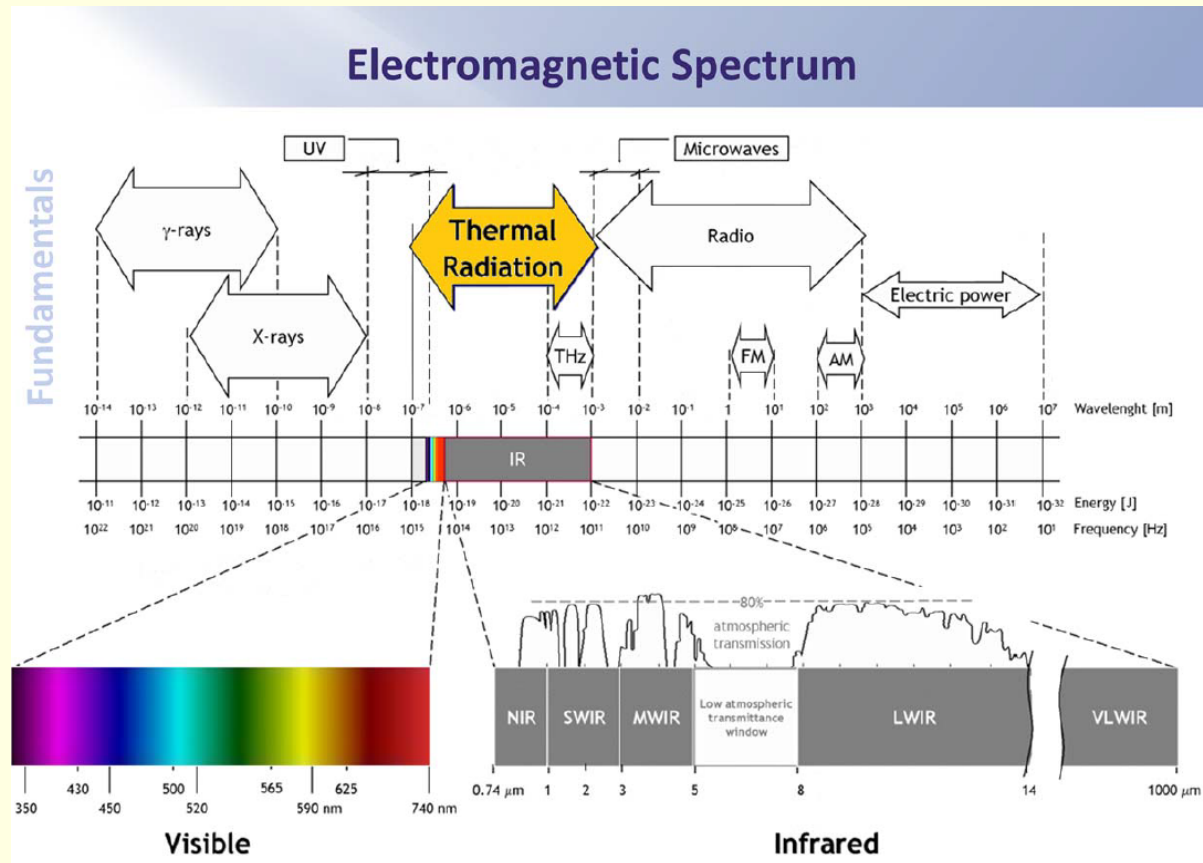 Electromagnetic Spectrum
Fundamentals
UV
Microwaves
γ-rays
Thermal
Radiation
Radio
Electric power
X-rays
THz
FM
AM
10-14 10-13 10-12 10-11 10-10 10-9 10-8 10-7 10-6 10-5 10-4 10-3 10-2 10-1 1 101 102 103 104 105 106 107 Wavelenght [m]
IR
10-11 10-12 10-13 10-14 10-15 10-16 10-17 10-18 10-19 10-20 10-21 10-22 10-23 10-24 10-25 10-26 10-27 10-28 10-29 10-30 10-31 10-32 Energy [J]
1022 1021 1020 1019 1018 1017 1016 1015 1014 1013 1012 1011 1010 109 108 107 106 105 104 103 102 101 Frequency [Hz]
80%
atmospheric
transmission
NIR
SWIR
MWIR
Low atmospheric
transmittance
window
LWIR
VLWIR
430 500 565 625
350 450 520 590 nm 740 nm
0.74 μm 1 2 3 5 8 14 1000 μm
Visible
Infrared